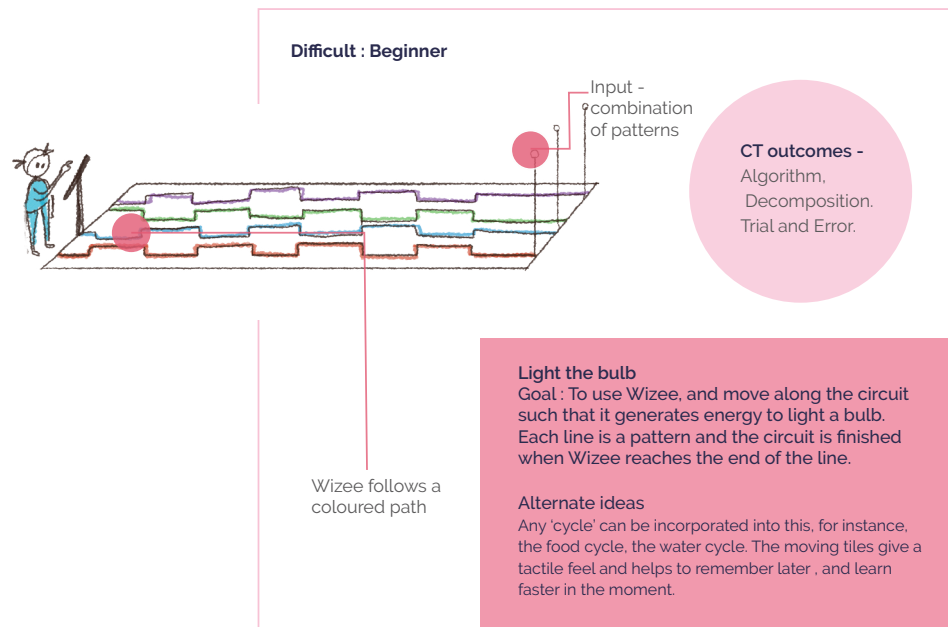 Difficult : Beginner
Input -
combination
of patterns
CT outcomes -
Algorithm,
Decomposition.
Trial and Error.
Wizee follows a
coloured path
Light the bulb
Goal : To use Wizee, and move along the circuit
such that it generates energy to light a bulb.
Each line is a pattern and the circuit is finished
when Wizee reaches the end of the line.
Alternate ideas
Any ‘cycle’ can be incorporated into this, for instance,
the food cycle, the water cycle. The moving tiles give a
tactile feel and helps to remember later , and learn
faster in the moment.